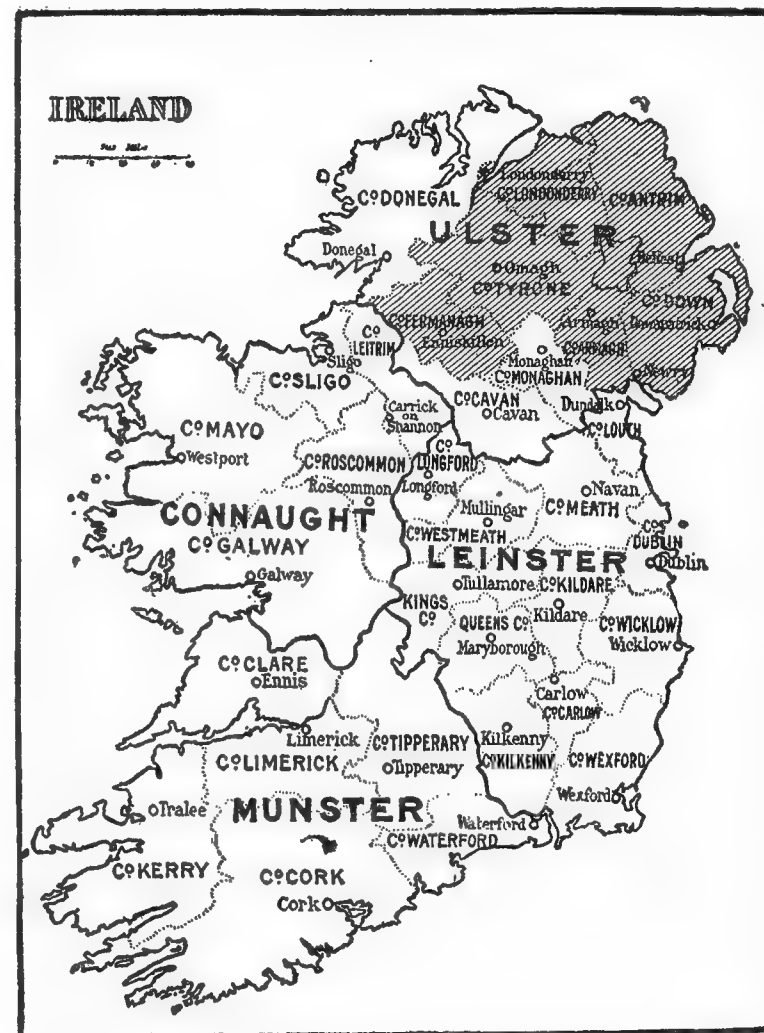 IRELAND
Co DONEGAL
Londonderry
Co LONDONDERRY
Co ANTRIM
ULSTER
Donegal
Belfast
Omagh
Co TYRONE
Co DOWN
Co FERMANAGH
Armagh
Downpatrick
Enniskillen
Co
LEITRIM
Co ARMAGH
Sligo
Monaghan
Co MONAGHAN
Newry
Co SLIGO
Co CAVAN
Cavan
Dundalk
Carrick
on
Shannon
Co LOUTH
Co MAYO
Westport
Co
LONGFORD
Co ROSCOMMON
Longford
Roscommon
Navan
Mullingar
Co MEATH
CONNAUGHT
Co WESTMEATH
Co
DUBLIN
Co GALWAY
LEINSTER
Dublin
Galway
Tullamore
Co KILDARE
KINGS
Co
Kildare
QUEENS Co
Co WICKLOW
Maryborough
Wicklow
Co CLARE
Ennis
Carlow
Co CARLOW
Limerick
Co TIPPERARY
Kilkenny
Co LIMERICK
Tipperary
Co KILKENNY
Co WEXFORD
Wexford
Tralee
MUNSTER
Waterford
Co WATERFORD
Co KERRY
Co CORK
Cork